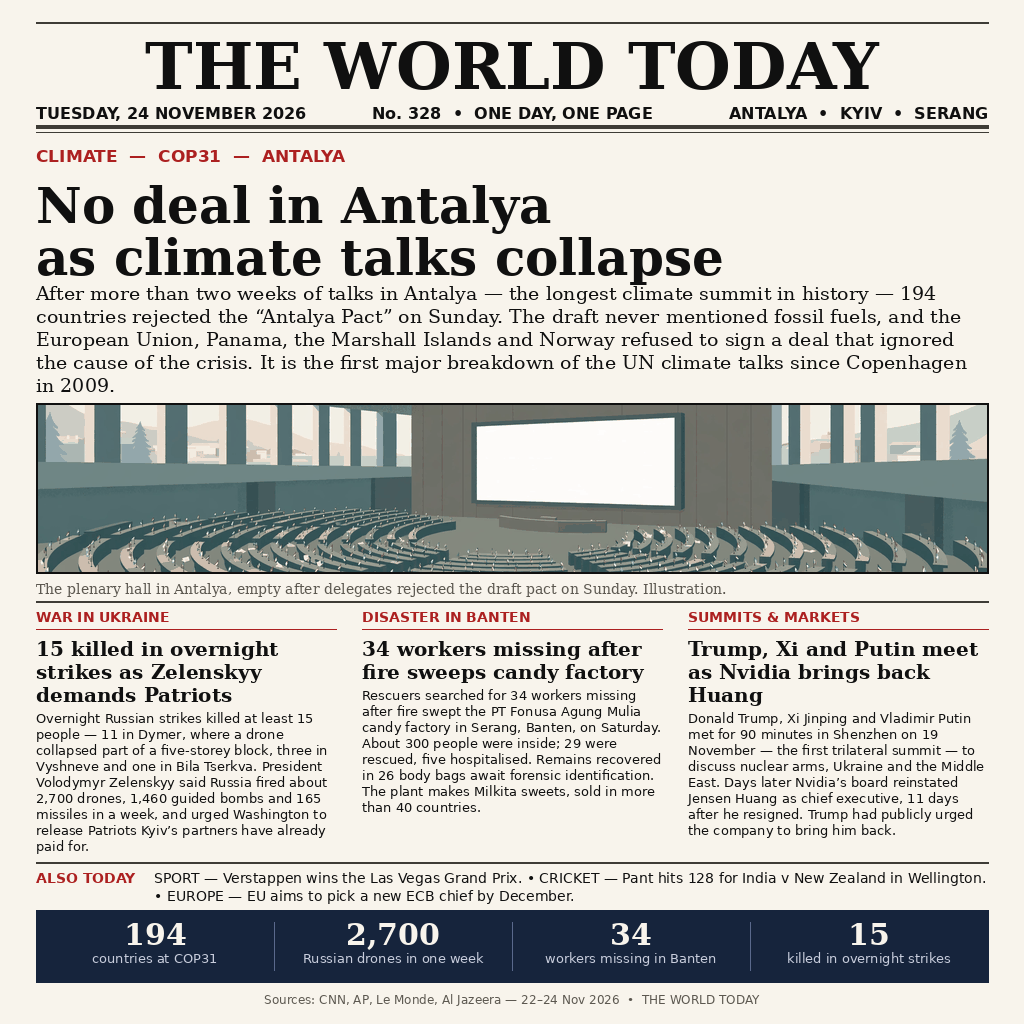 THE WORLD TODAY
TUESDAY, 24 NOVEMBER 2026 No. 328 • ONE DAY, ONE PAGE ANTALYA • KYIV • SERANG
CLIMATE — COP31 — ANTALYA
No deal in Antalya
as climate talks collapse
After more than two weeks of talks in Antalya — the longest climate summit in history — 194
countries rejected the “Antalya Pact” on Sunday. The draft never mentioned fossil fuels, and the
European Union, Panama, the Marshall Islands and Norway refused to sign a deal that ignored
the cause of the crisis. It is the first major breakdown of the UN climate talks since Copenhagen
in 2009.
The plenary hall in Antalya, empty after delegates rejected the draft pact on Sunday. Illustration.
WAR IN UKRAINE
15 killed in overnight
strikes as Zelenskyy
demands Patriots
Overnight Russian strikes killed at least 15
people — 11 in Dymer, where a drone
collapsed part of a five-storey block, three in
Vyshneve and one in Bila Tserkva. President
Volodymyr Zelenskyy said Russia fired about
2,700 drones, 1,460 guided bombs and 165
missiles in a week, and urged Washington to
release Patriots Kyiv’s partners have already
paid for.
DISASTER IN BANTEN
34 workers missing after
fire sweeps candy factory
Rescuers searched for 34 workers missing
after fire swept the PT Fonusa Agung Mulia
candy factory in Serang, Banten, on Saturday.
About 300 people were inside; 29 were
rescued, five hospitalised. Remains recovered
in 26 body bags await forensic identification.
The plant makes Milkita sweets, sold in more
than 40 countries.
SUMMITS & MARKETS
Trump, Xi and Putin meet
as Nvidia brings back
Huang
Donald Trump, Xi Jinping and Vladimir Putin
met for 90 minutes in Shenzhen on 19
November — the first trilateral summit — to
discuss nuclear arms, Ukraine and the Middle
East. Days later Nvidia’s board reinstated
Jensen Huang as chief executive, 11 days
after he resigned. Trump had publicly urged
the company to bring him back.
ALSO TODAY SPORT — Verstappen wins the Las Vegas Grand Prix. • CRICKET — Pant hits 128 for India v New Zealand in Wellington.
• EUROPE — EU aims to pick a new ECB chief by December.
194 2,700 34 15
countries at COP31 Russian drones in one week workers missing in Banten killed in overnight strikes
Sources: CNN, AP, Le Monde, Al Jazeera — 22–24 Nov 2026 • THE WORLD TODAY